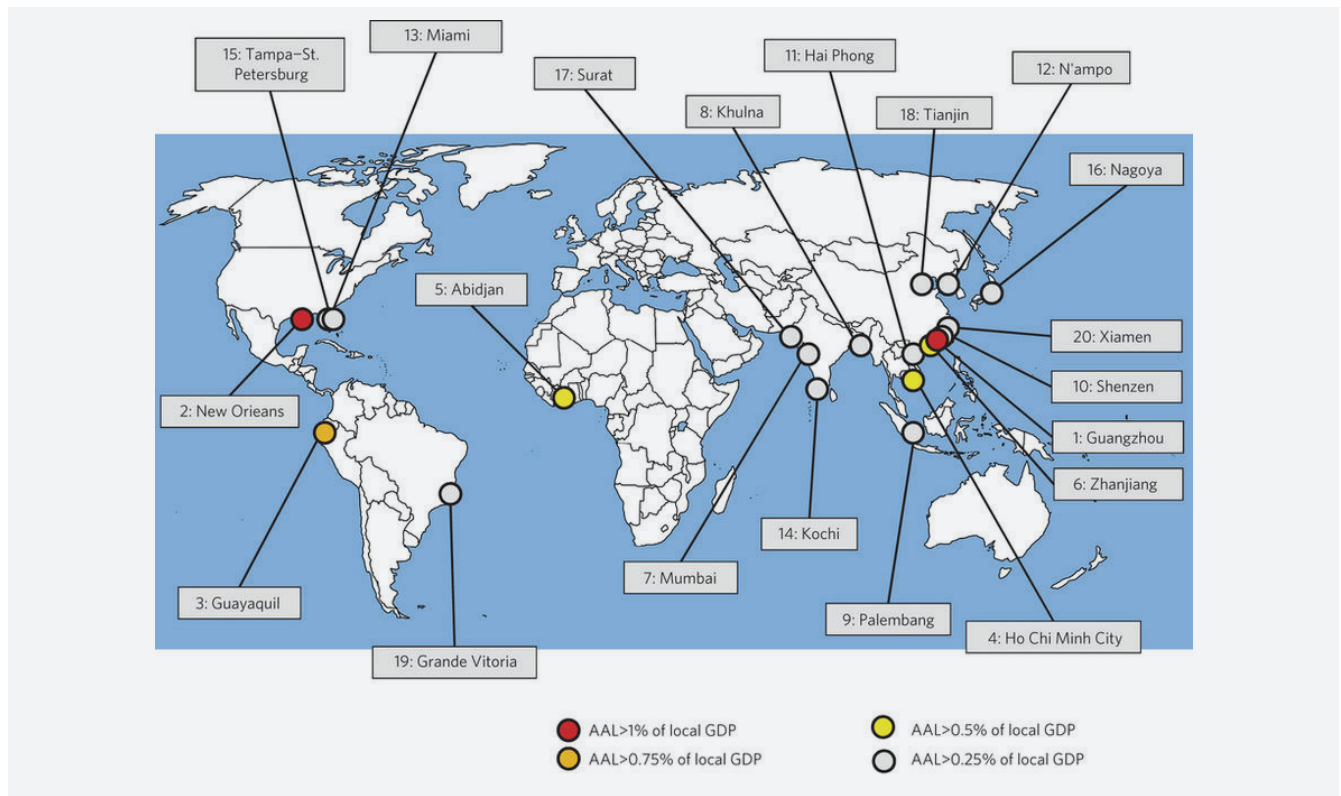 13: Miami
15: Tampa–St.
Petersburg
11: Hai Phong
12: N'ampo
17: Surat
8: Khulna
18: Tianjin
16: Nagoya
5: Abidjan
20: Xiamen
10: Shenzen
2: New Orieans
1: Guangzhou
6: Zhanjiang
14: Kochi
7: Mumbai
3: Guayaquil
9: Palembang
4: Ho Chi Minh City
19: Grande Vitoria
AAL>1% of local GDP
AAL>0.5% of local GDP
AAL>0.75% of local GDP
AAL>0.25% of local GDP